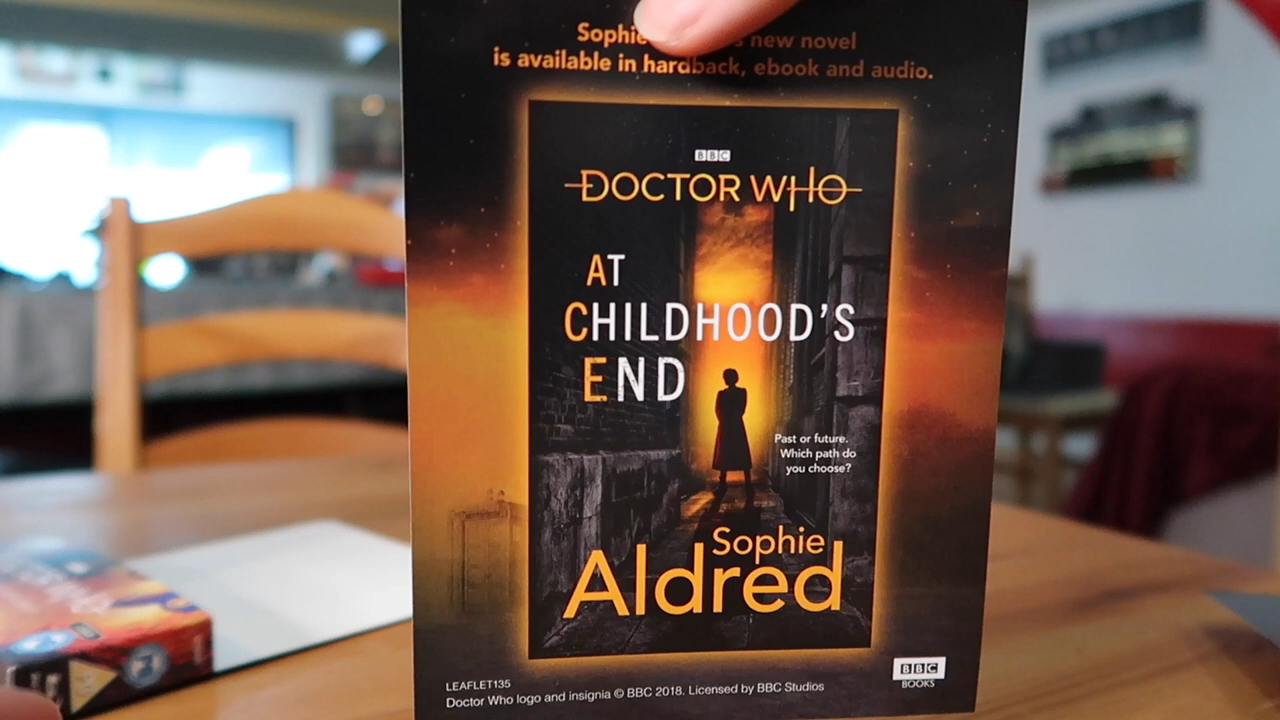 Sophie new novel
is available in hardback, ebook and audio.
BBC
DOCTOR WHO
AT
CHILDHOOD'S
END
Past or future.
Which path do
you choose?
Sophie
Aldred
BBC
BOOKS
LEAFLET135
Doctor Who logo and insignia © BBC 2018. Licensed by BBC Studios